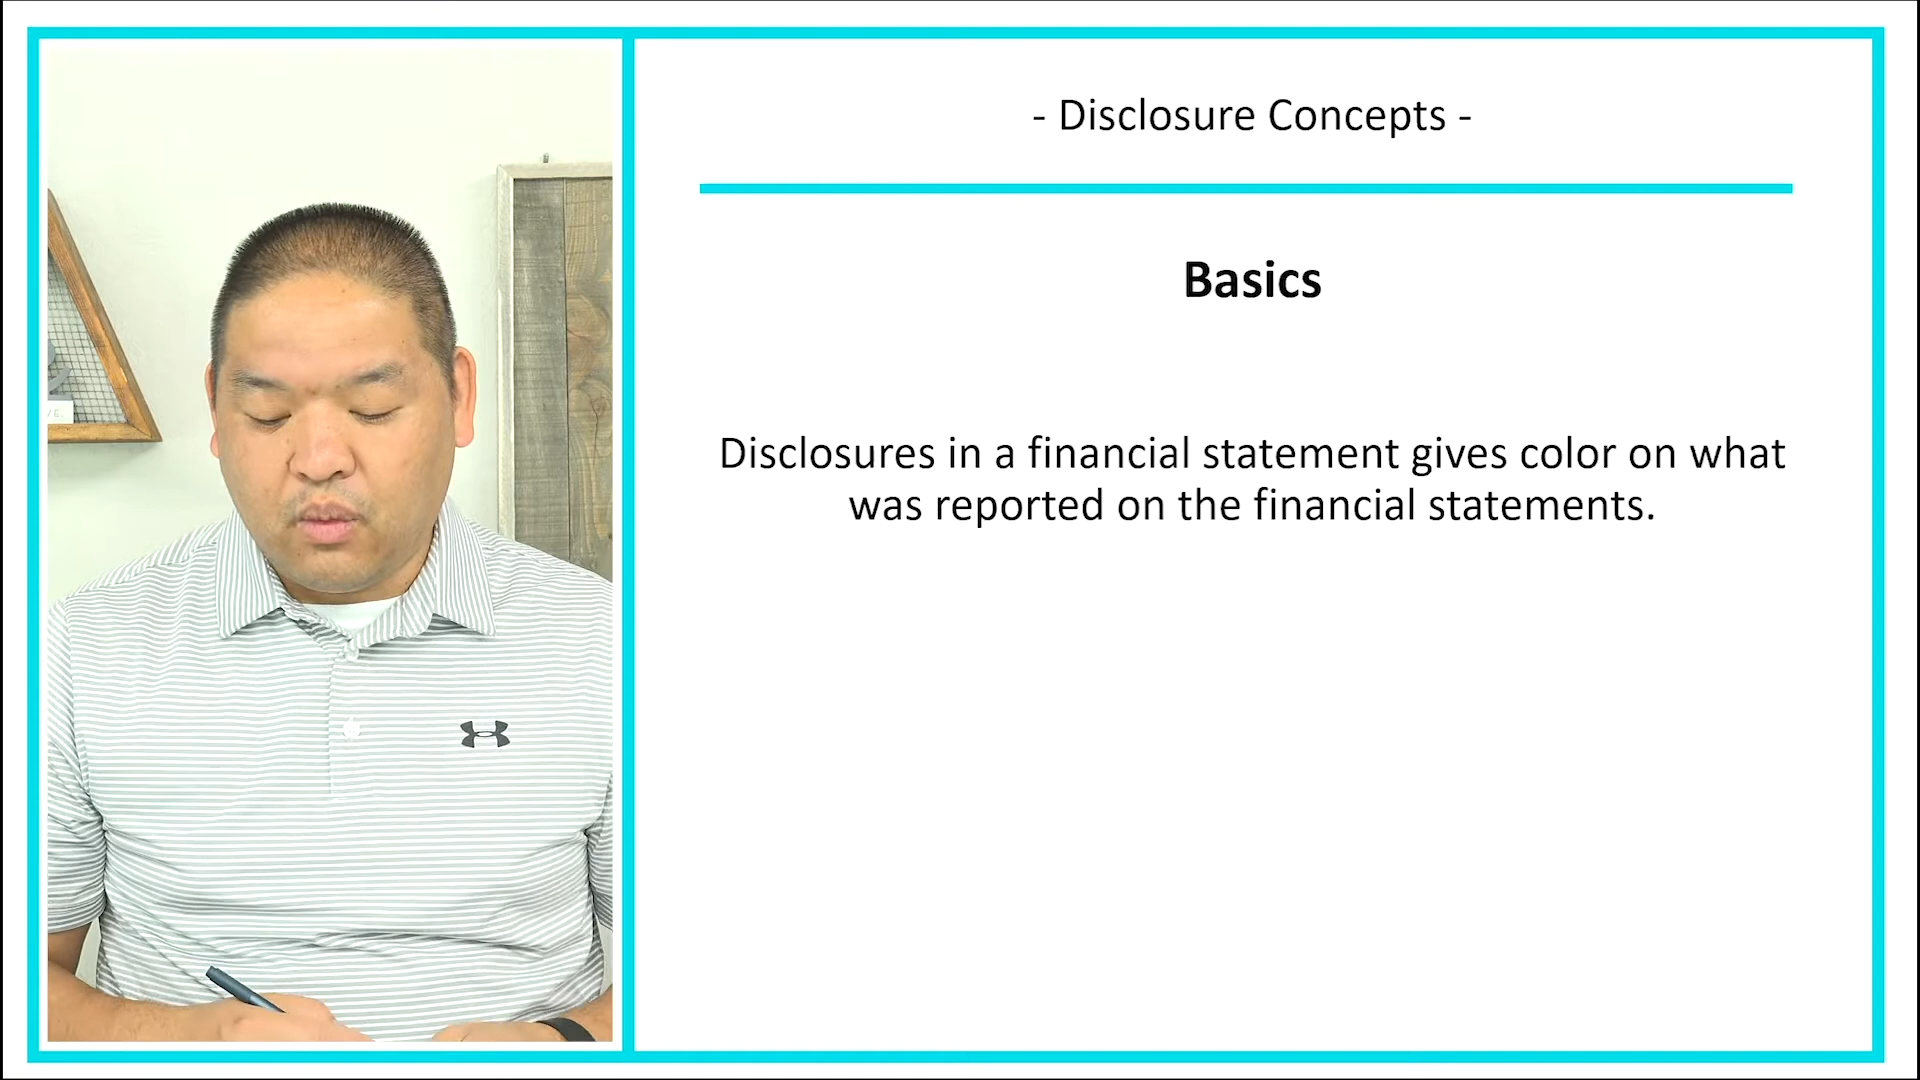 - Disclosure Concepts -
Basics
Disclosures in a financial statement gives color on what
was reported on the financial statements.